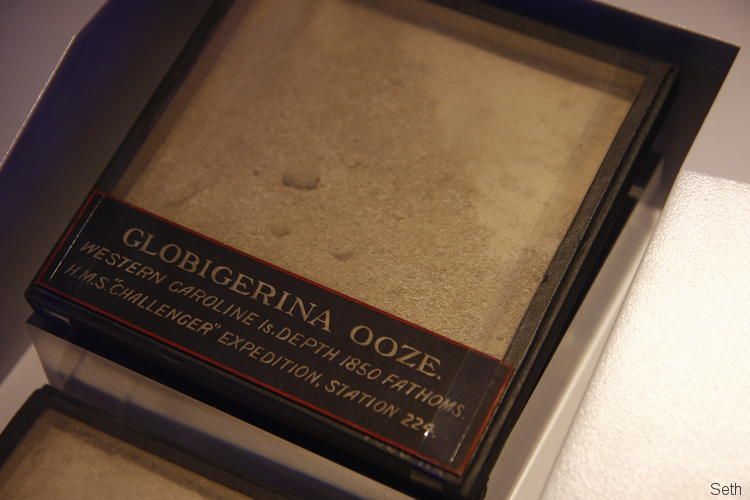 GLOBIGERINA OOZE.
WESTERN CAROLINE Is. DEPTH 1850 FATHOMS.
H.M.S. "CHALLENGER" EXPEDITION, STATION 224.
Seth